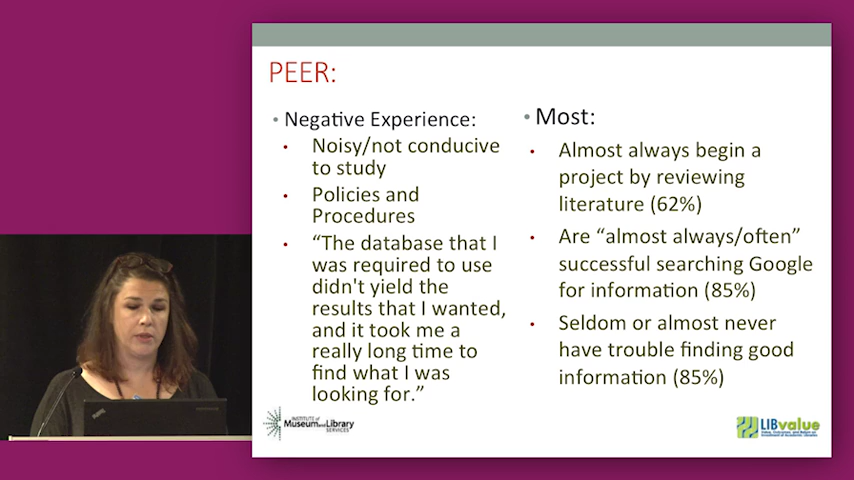 PEER:
• Negative Experience:
• Noisy/not conducive
to study
• Policies and
Procedures
• “The database that I
was required to use
didn't yield the
results that I wanted,
and it took me a
really long time to
find what I was
looking for.”
• Most:
• Almost always begin a
project by reviewing
literature (62%)
• Are “almost always/often”
successful searching Google
for information (85%)
• Seldom or almost never
have trouble finding good
information (85%)
INSTITUTE of
Museum and Library
SERVICES
LIBvalue